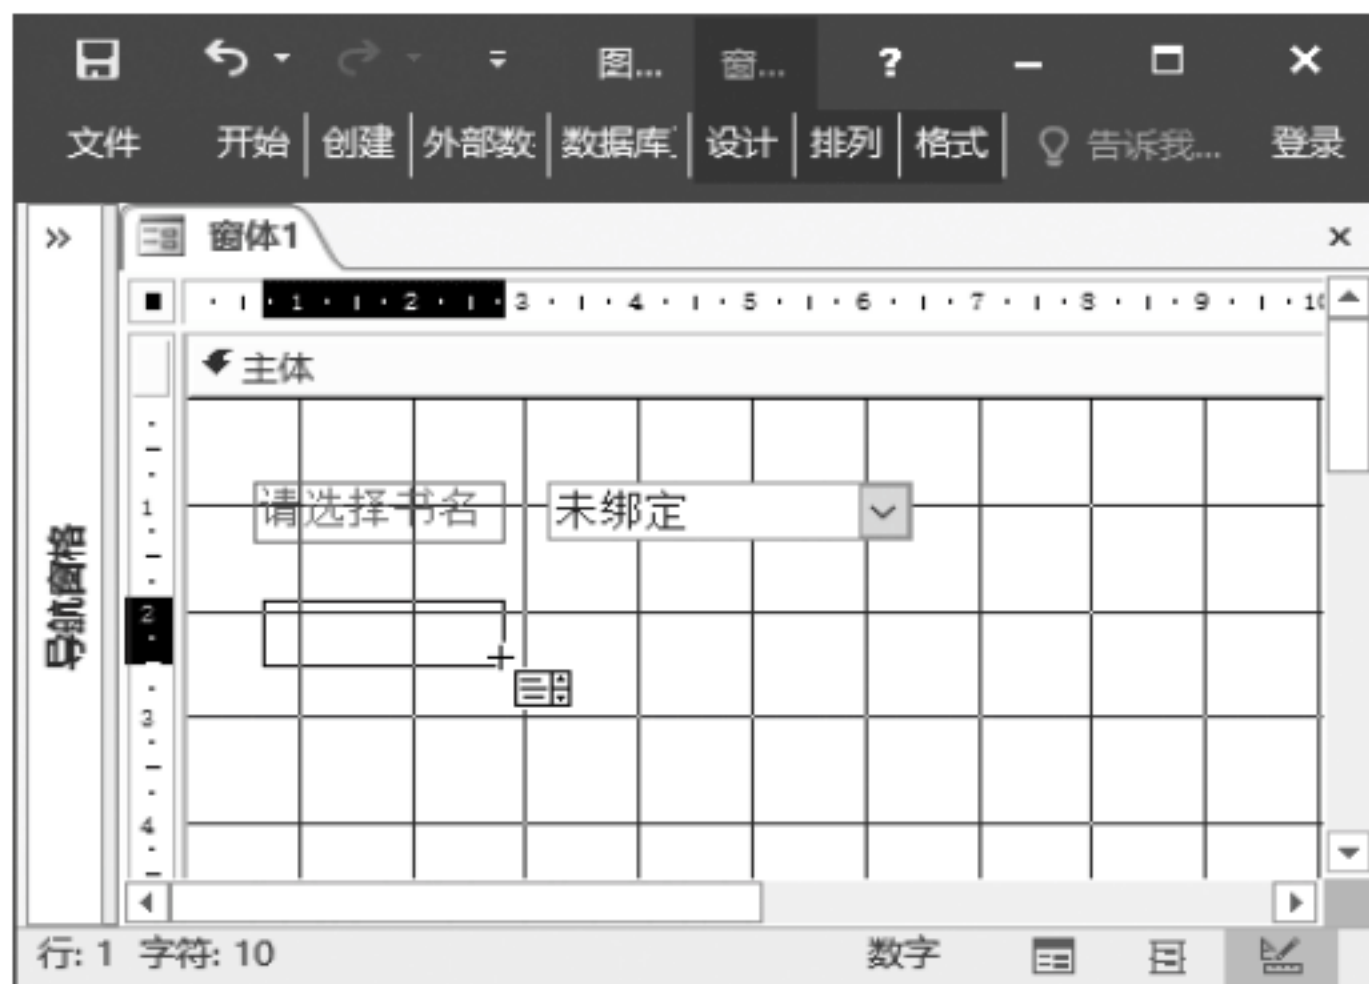 图... 窗... ?
文件 开始 创建 外部数 数据库 设计 排列 格式 告诉我... 登录
窗体1
1 2 3 4 5 6 7 8 9 10
主体
请选择书名 未绑定
1
2
3
4
导航窗格
行: 1 字符: 10 数字